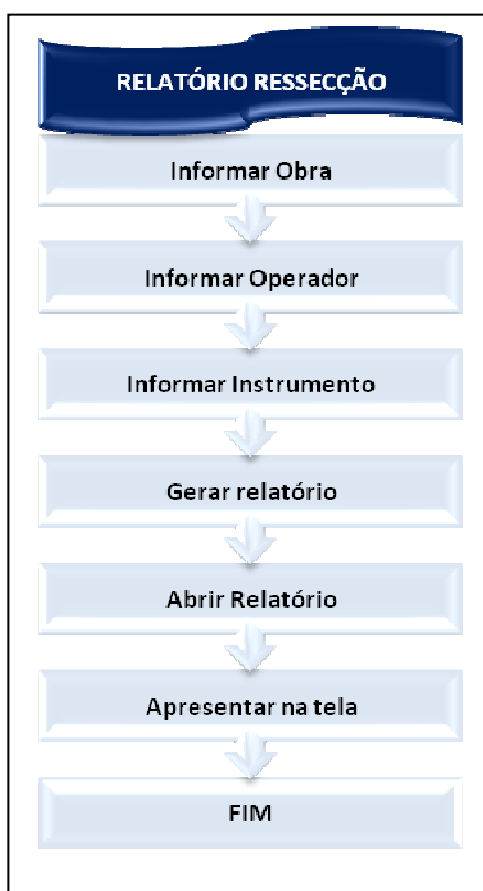 RELATÓRIO RESSECÇÃO
Informar Obra
Informar Operador
Informar Instrumento
Gerar relatório
Abrir Relatório
Apresentar na tela
FIM